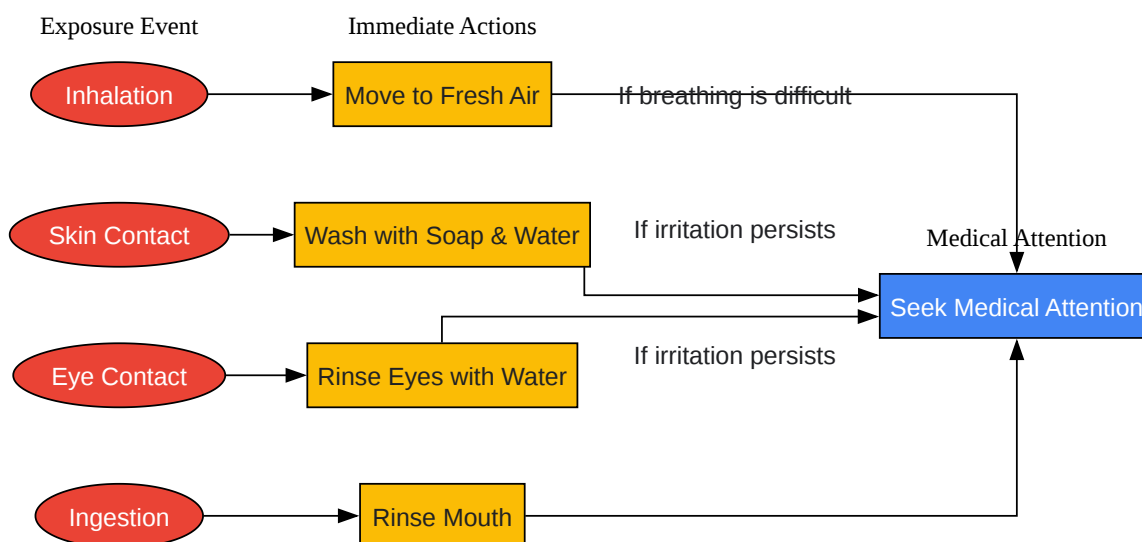 Exposure Event
Immediate Actions
Inhalation
Move to Fresh Air
If breathing is difficult
Skin Contact
Wash with Soap & Water
If irritation persists
Medical Attention
Seek Medical Attention
Eye Contact
Rinse Eyes with Water
If irritation persists
Ingestion
Rinse Mouth